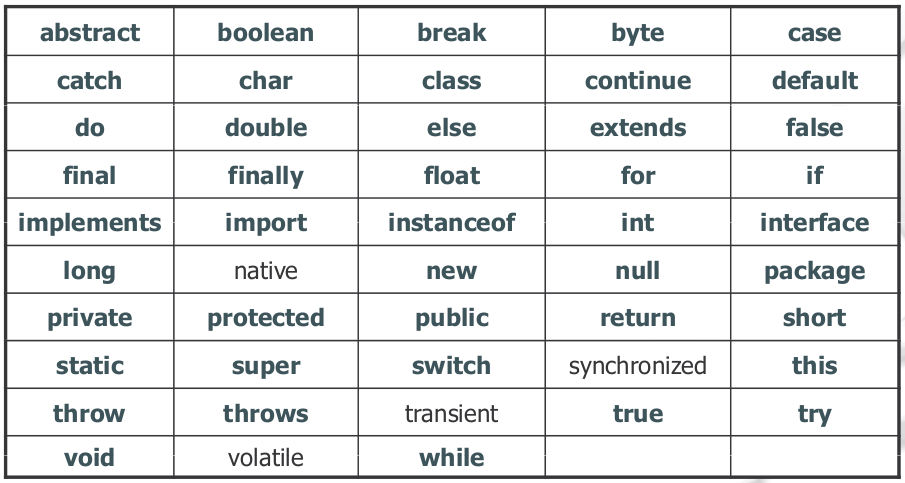 abstract boolean break byte case
catch char class continue default
do double else extends false
final finally float for if
implements import instanceof int interface
long native new null package
private protected public return short
static super switch synchronized this
throw throws transient true try
void volatile while